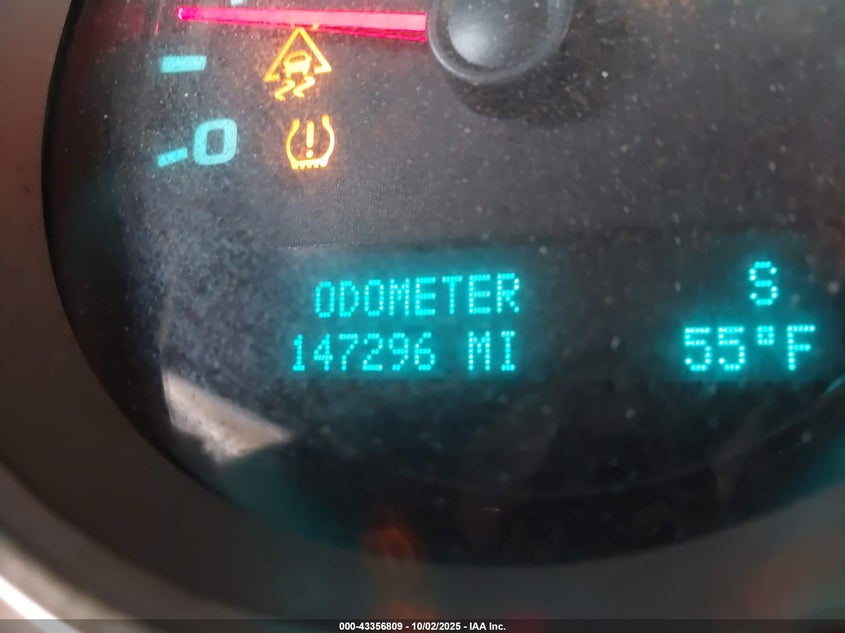 0
ODOMETER
S
147296 MI
55°F
000-43356809 - 10/02/2025 - IAA Inc.